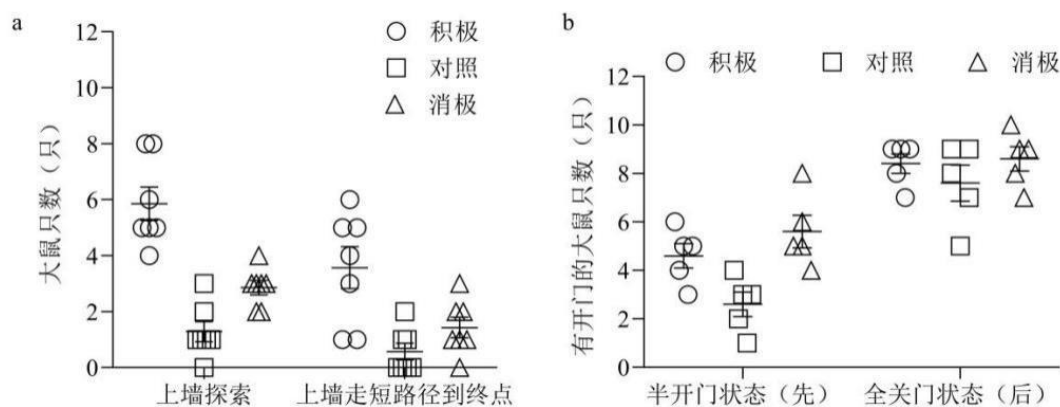 a
12
10
8
6
4
2
0
大鼠只数（只）
积极
对照
消极
上墙探索
上墙走短路径到终点
b
积极
对照
消极
12
10
8
6
4
2
0
有开门的大鼠只数（只）
半开门状态（先）
全关门状态（后）